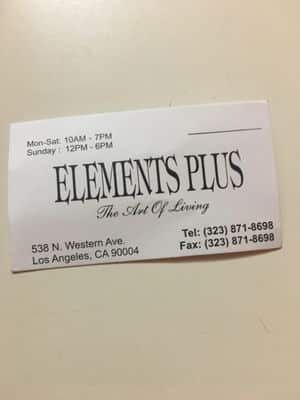 Mon-Sat: 10AM - 7PM
Sunday : 12PM - 6PM
ELEMENTS PLUS
The Art Of Living
538 N. Western Ave.
Los Angeles, CA 90004
Tel: (323) 871-8698
Fax: (323) 871-8698